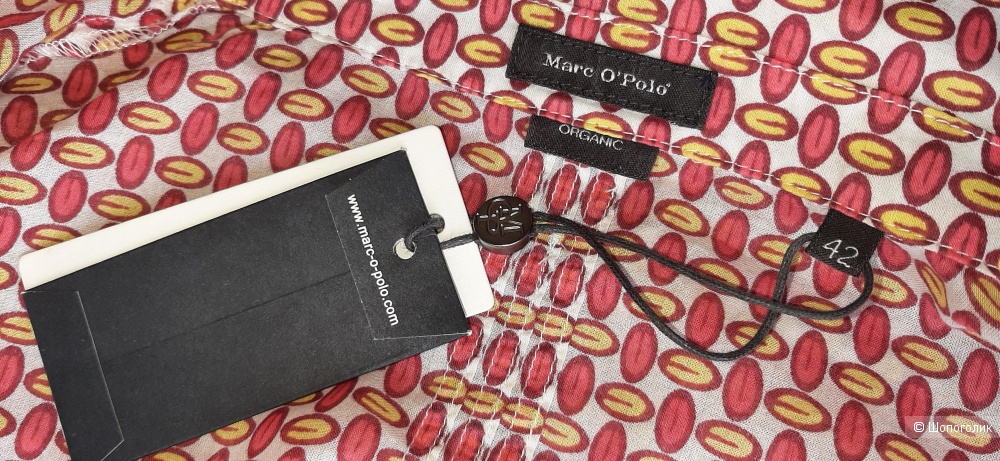 Marc O'Polo®
ORGANIC
42
www.marc-o-polo.com
© Шопоголик